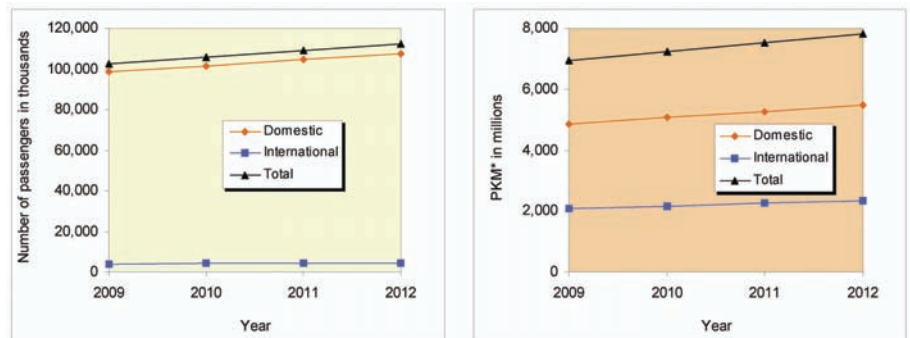 Number of passengers in thousands
120,000
100,000
80,000
60,000
40,000
20,000
0
2009 2010 2011 2012
Year
Domestic
International
Total
PKM* in millions
8,000
6,000
4,000
2,000
0
2009 2010 2011 2012
Year
Domestic
International
Total